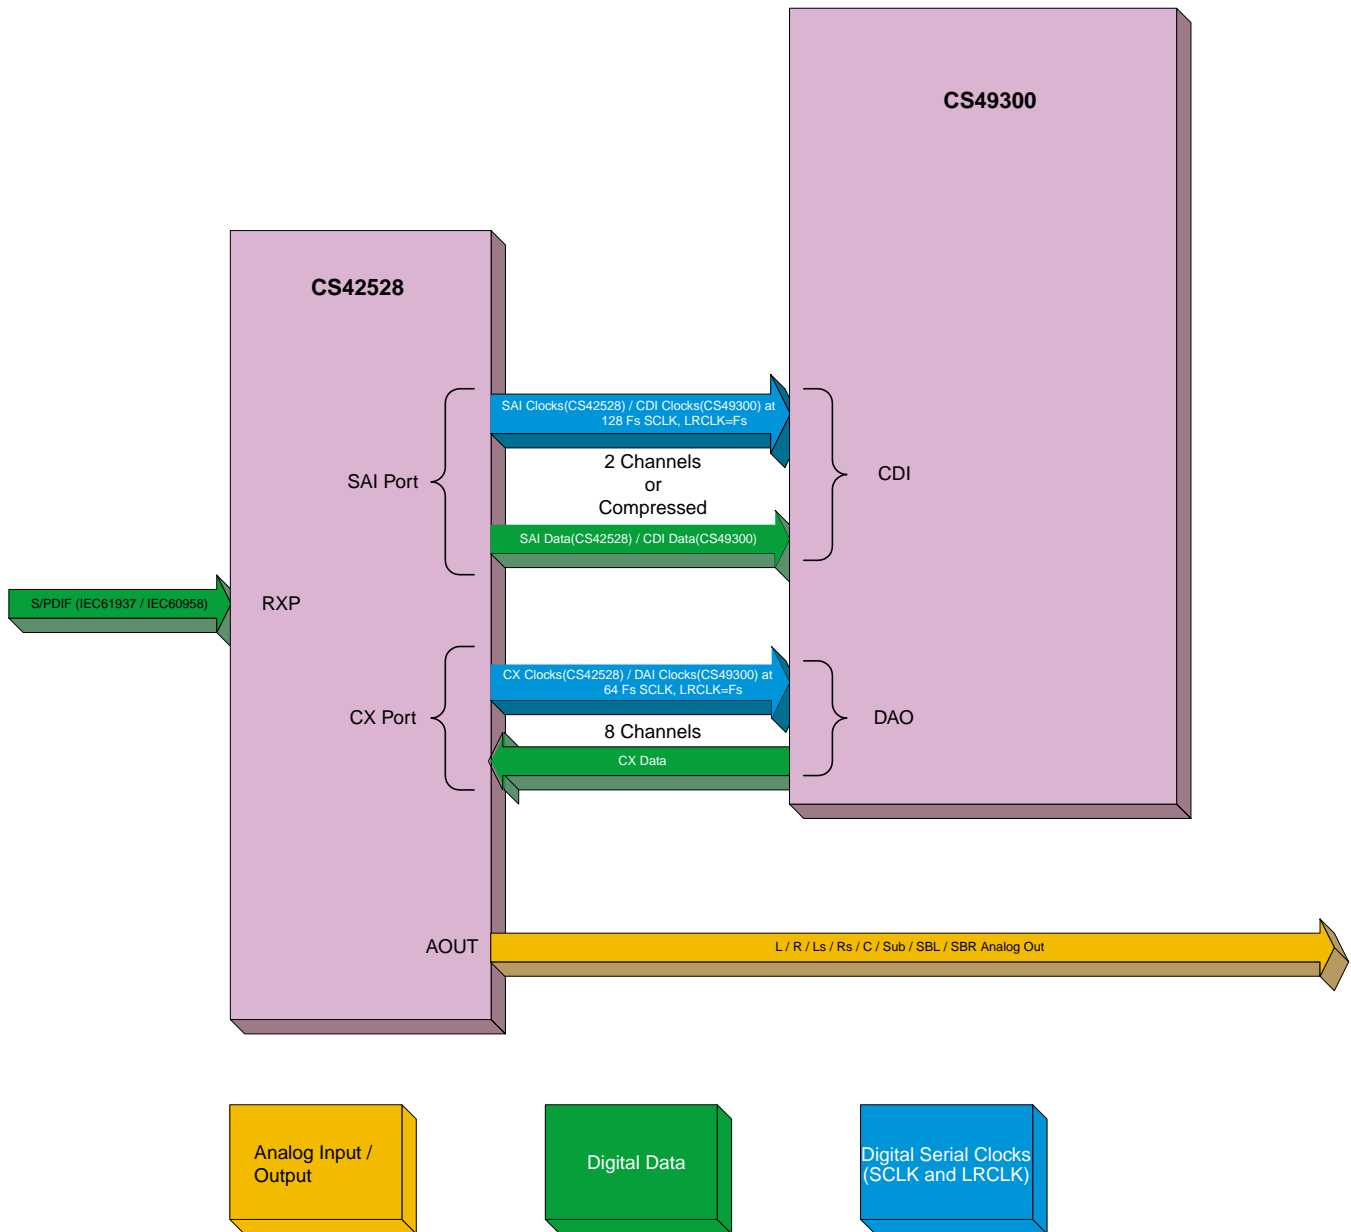 CS49300
CS42528
SAI Clocks(CS42528) / CDI Clocks(CS49300) at
128 Fs SCLK, LRCLK=Fs
2 Channels
or
Compressed
SAI Port
CDI
SAI Data(CS42528) / CDI Data(CS49300)
S/PDIF (IEC61937 / IEC60958)
RXP
CX Clocks(CS42528) / DAI Clocks(CS49300) at
64 Fs SCLK, LRCLK=Fs
CX Port
8 Channels
DAO
CX Data
AOUT
L / R / Ls / Rs / C / Sub / SBL / SBR Analog Out
Analog Input /
Output
Digital Data
Digital Serial Clocks
(SCLK and LRCLK)